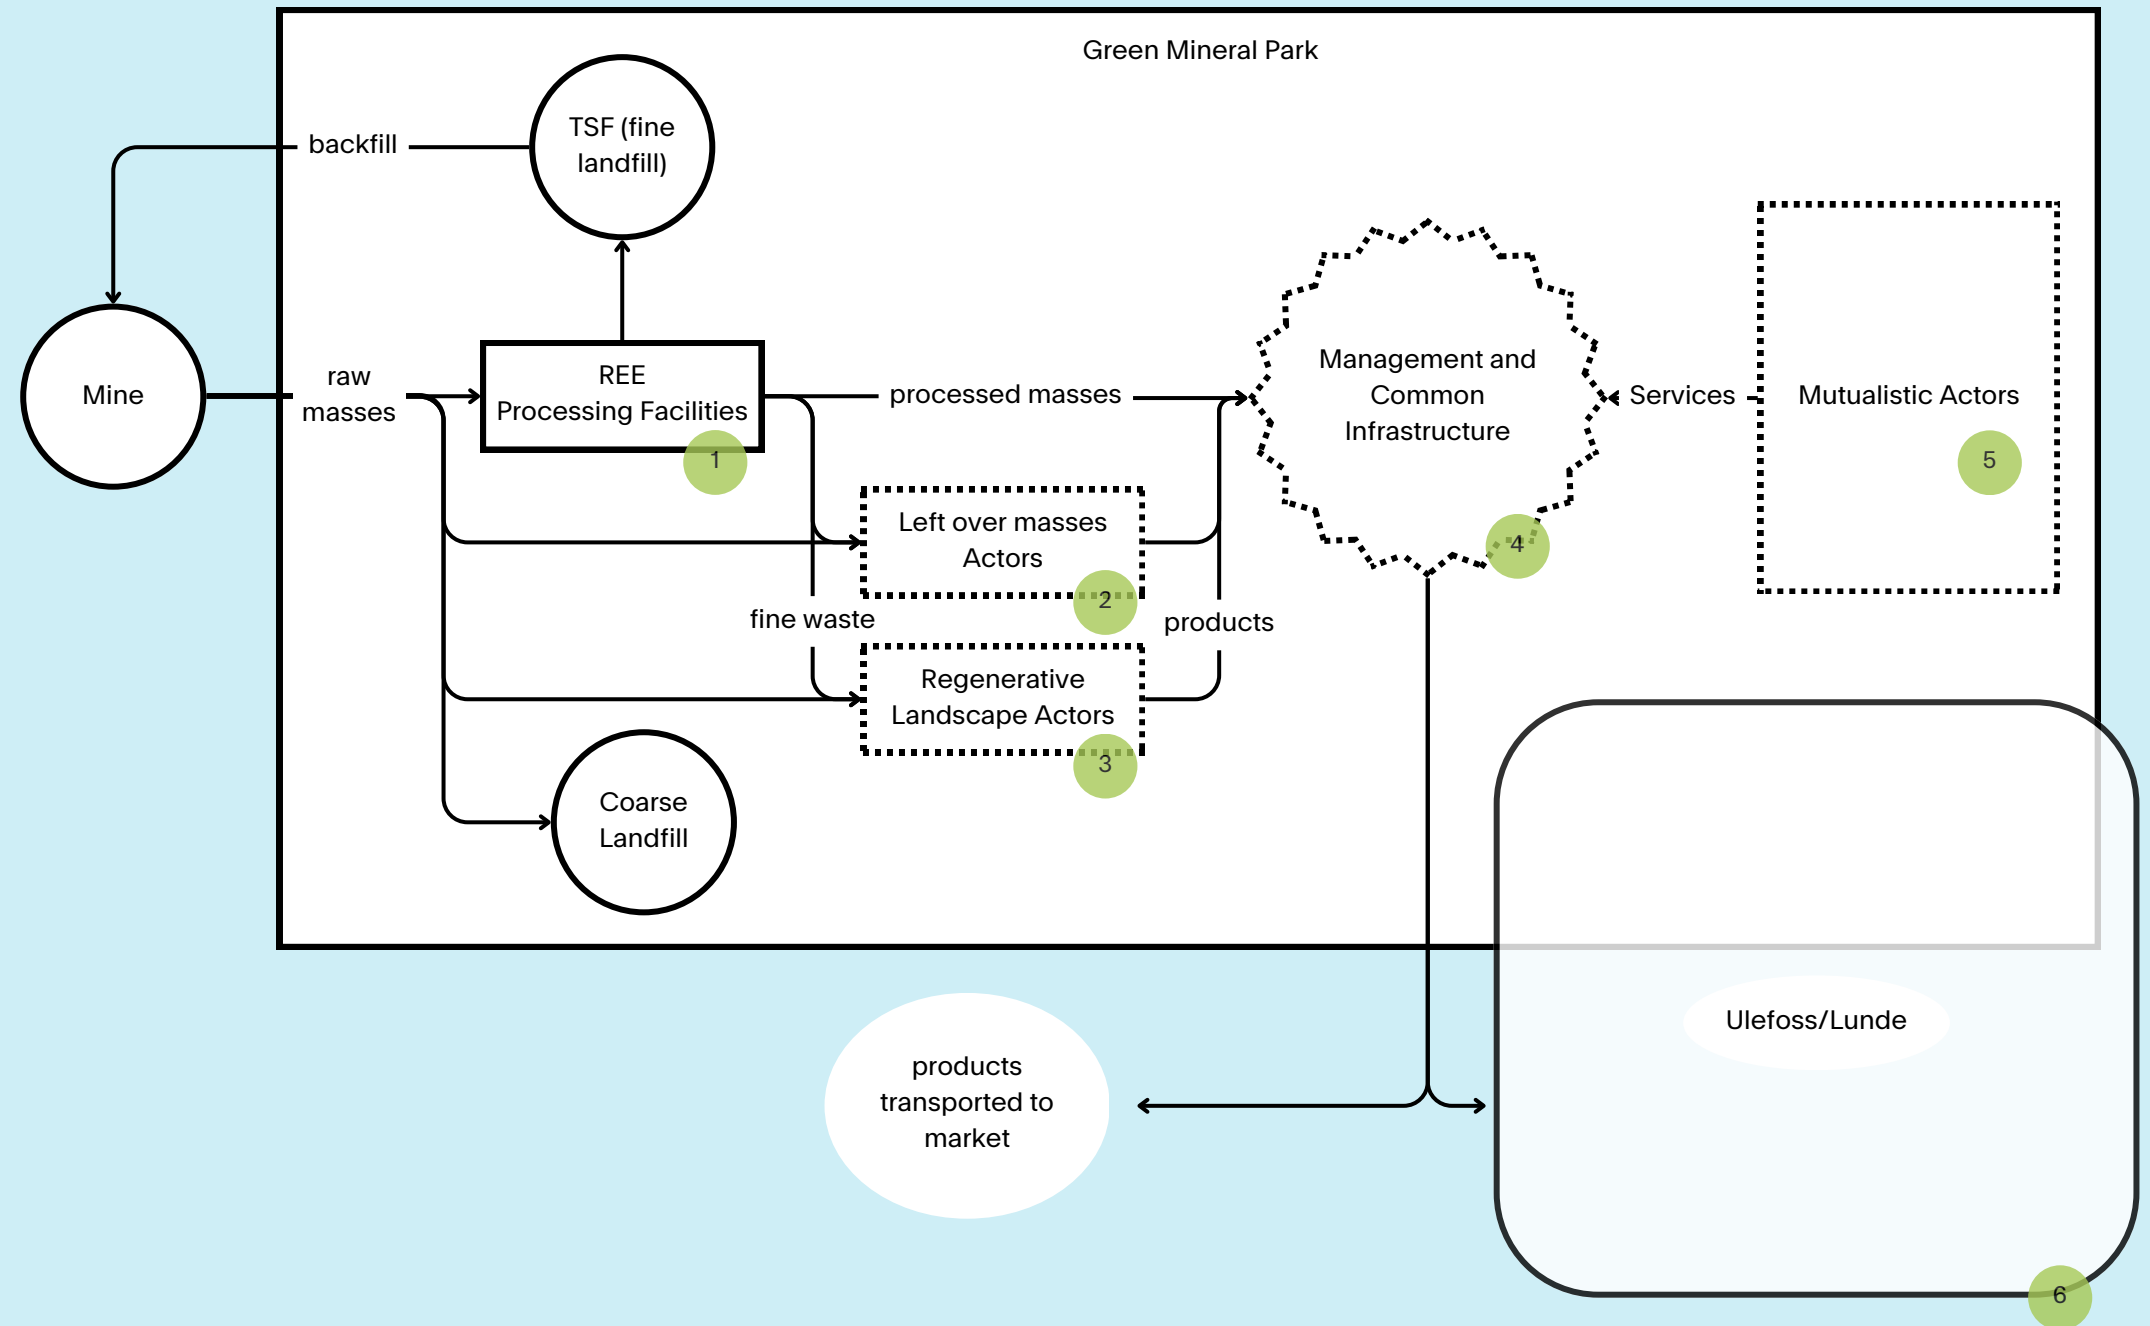 Green Mineral Park
TSF (fine
landfill)
backfill
Mine
raw
masses
REE
Processing Facilities
1
processed masses
Management and
Common
Infrastructure
4
Services
Mutualistic Actors
5
Left over masses
Actors
2
fine waste
products
Regenerative
Landscape Actors
3
Coarse
Landfill
products
transported to
market
Ulefoss/Lunde
6